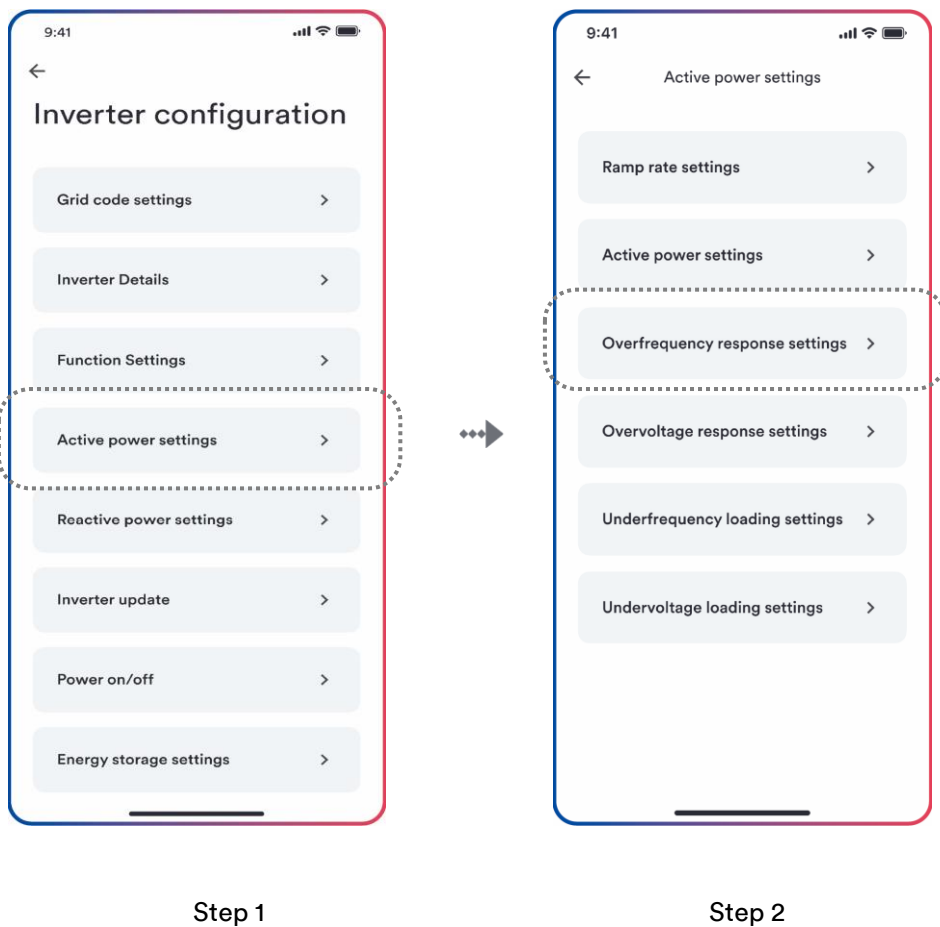 9:41
Inverter configuration
Grid code settings
Inverter Details
Function Settings
Active power settings
Reactive power settings
Inverter update
Power on/off
Energy storage settings
Step 1
9:41
Active power settings
Ramp rate settings
Active power settings
Overfrequency response settings
Overvoltage response settings
Underfrequency loading settings
Undervoltage loading settings
Step 2